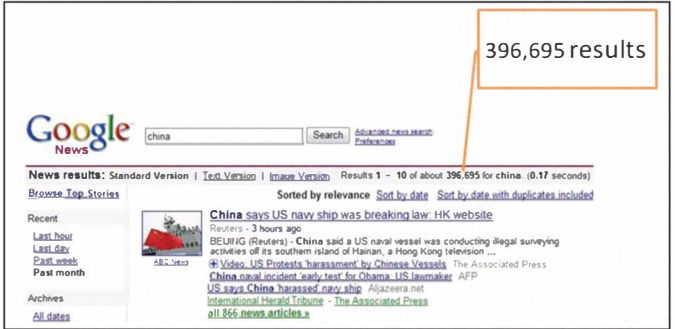 396,695 results
Google
News
china
Search
Advanced news search
Preferences
News results: Standard Version | Text Version | Image Version Results 1 - 10 of about 396,695 for china. (0.17 seconds)
Browse Top Stories
Sorted by relevance Sort by date Sort by date with duplicates included
Recent
Last hour
Last day
Past week
Past month
Archives
All dates
China says US navy ship was breaking law: HK website
Reuters - 3 hours ago
BEIJING (Reuters) - China said a US naval vessel was conducting illegal surveying
activities off its southern island of Hainan, a Hong Kong television ...
ABC News
Video: US Protests 'harassment' by Chinese Vessels The Associated Press
China naval incident 'early test' for Obama: US lawmaker AFP
US says China 'harassed' navy ship Aljazeera.net
International Herald Tribune - The Associated Press
all 866 news articles »